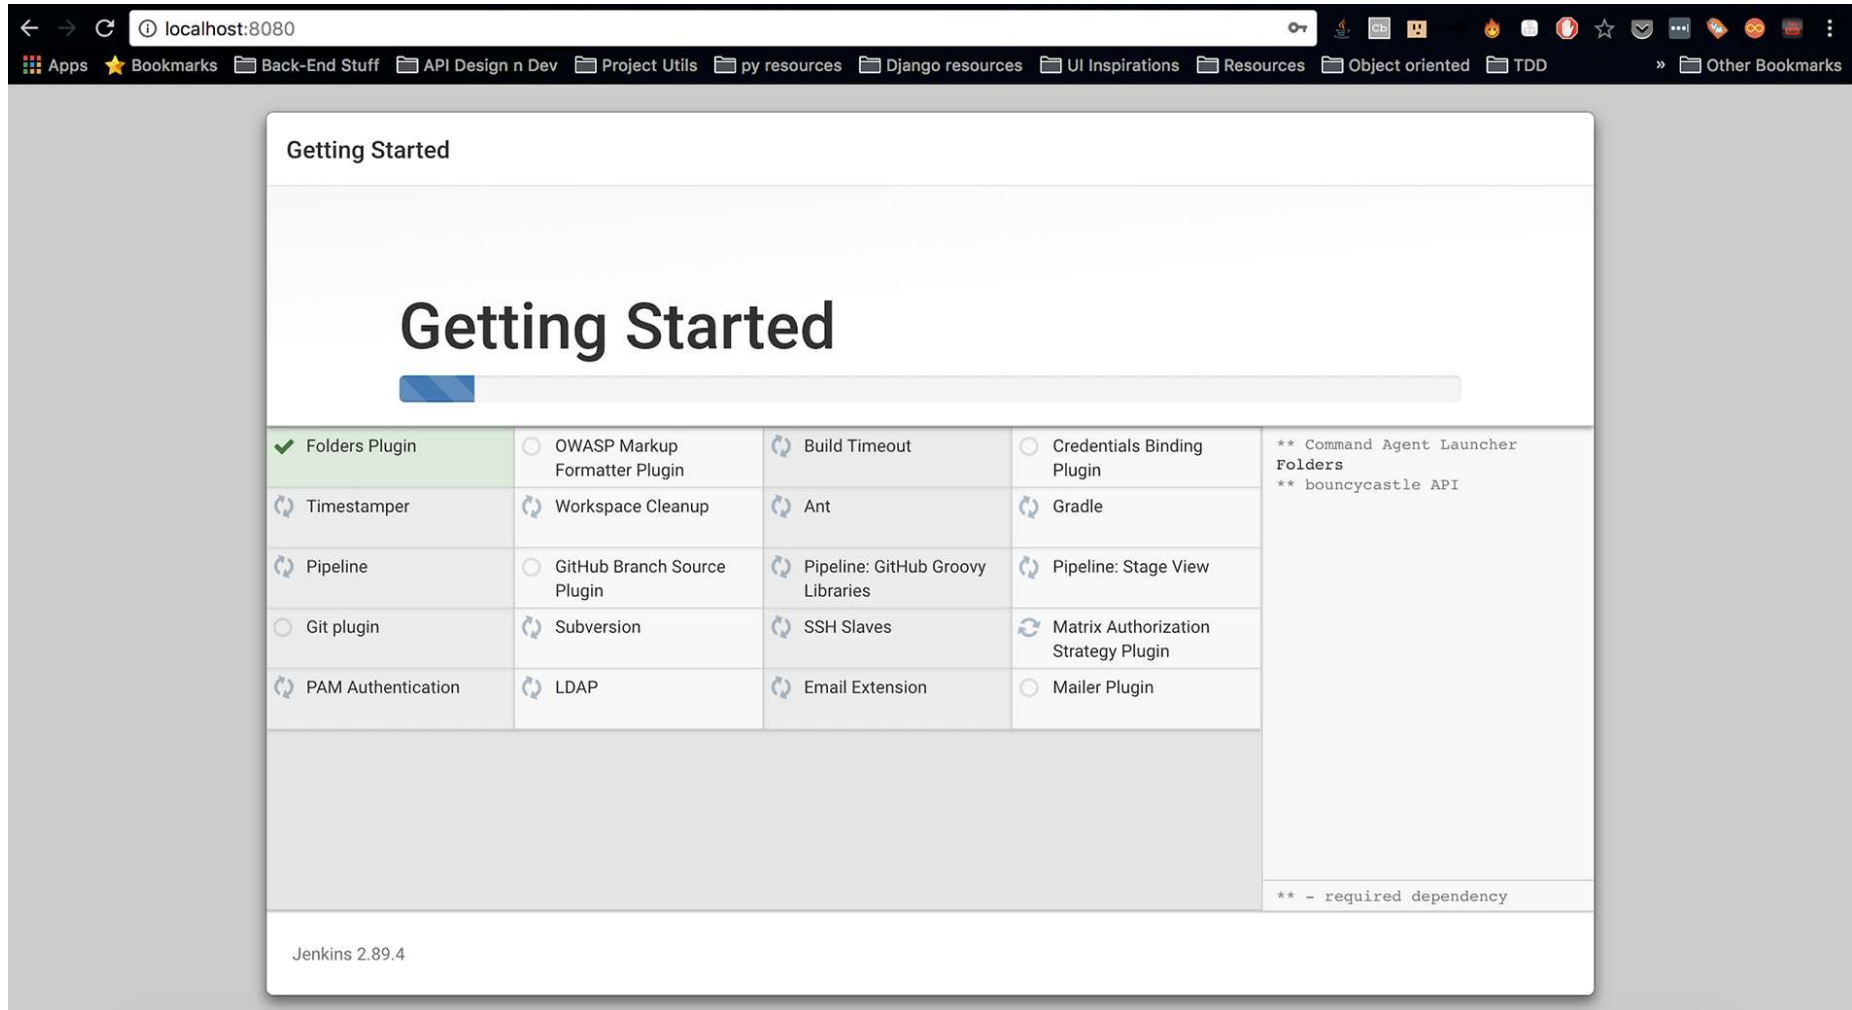 localhost:8080
Cb
Apps Bookmarks Back-End Stuff API Design n Dev Project Utils py resources Django resources UI Inspirations Resources Object oriented TDD » Other Bookmarks
Getting Started
Getting Started
Folders Plugin
OWASP Markup
Formatter Plugin
Build Timeout
Credentials Binding
Plugin
Timestamper
Workspace Cleanup
Ant
Gradle
Pipeline
GitHub Branch Source
Plugin
Pipeline: GitHub Groovy
Libraries
Pipeline: Stage View
Git plugin
Subversion
SSH Slaves
Matrix Authorization
Strategy Plugin
PAM Authentication
LDAP
Email Extension
Mailer Plugin
** Command Agent Launcher
Folders
** bouncycastle API
** - required dependency
Jenkins 2.89.4